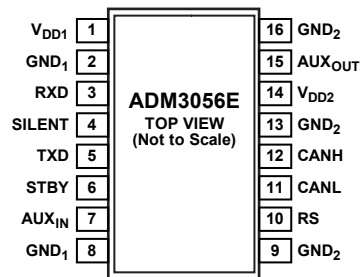 VDD1 1
GND1 2
RXD 3
SILENT 4
TXD 5
STBY 6
AUXIN 7
GND1 8
ADM3056E
TOP VIEW
(Not to Scale)
16 GND2
15 AUXOUT
14 VDD2
13 GND2
12 CANH
11 CANL
10 RS
9 GND2